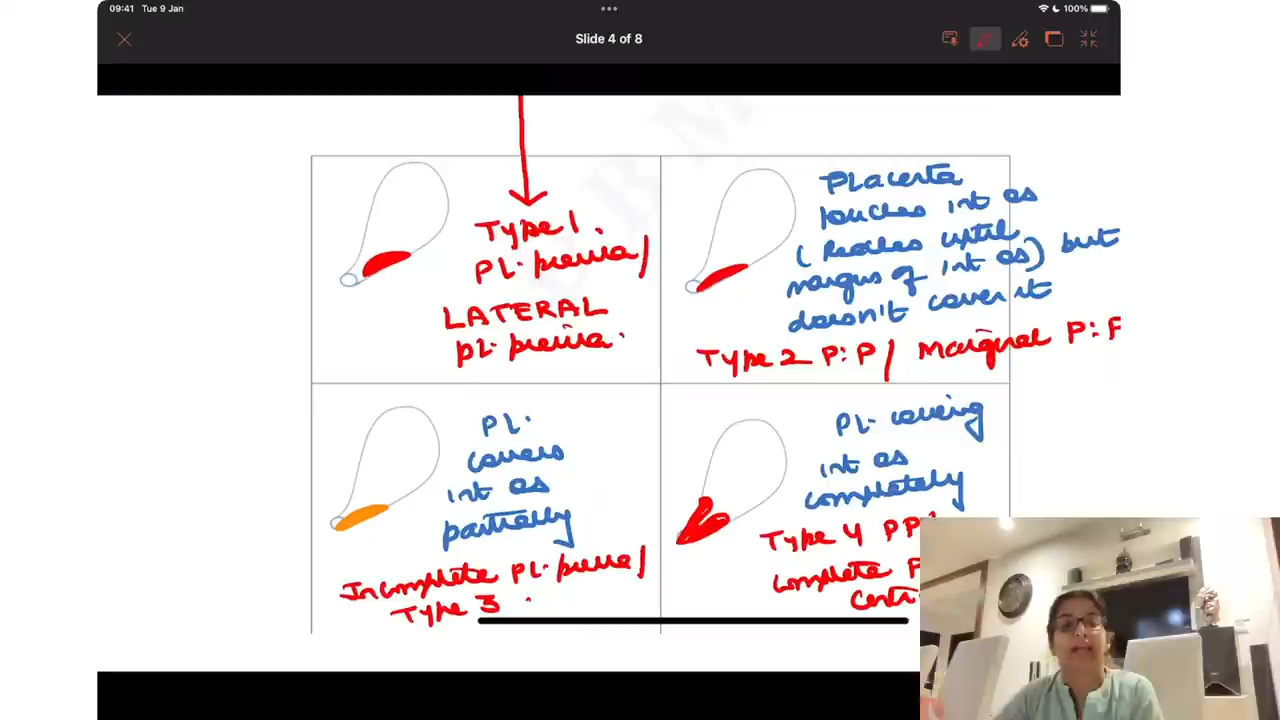 09:41 Tue 9 Jan
100%
Slide 4 of 8
Type 1.
PL. previa/
LATERAL
pl. previa.
Placenta
touches int os
(Reaches uptil
margin of int os) but
doesn't cover it
Type 2 P:P/ Marginal P:P
PL.
covers
int os
partially
Incomplete PL. previa/
Type 3.
PL. covering
int os
completely
Type 4 PP
Complete P